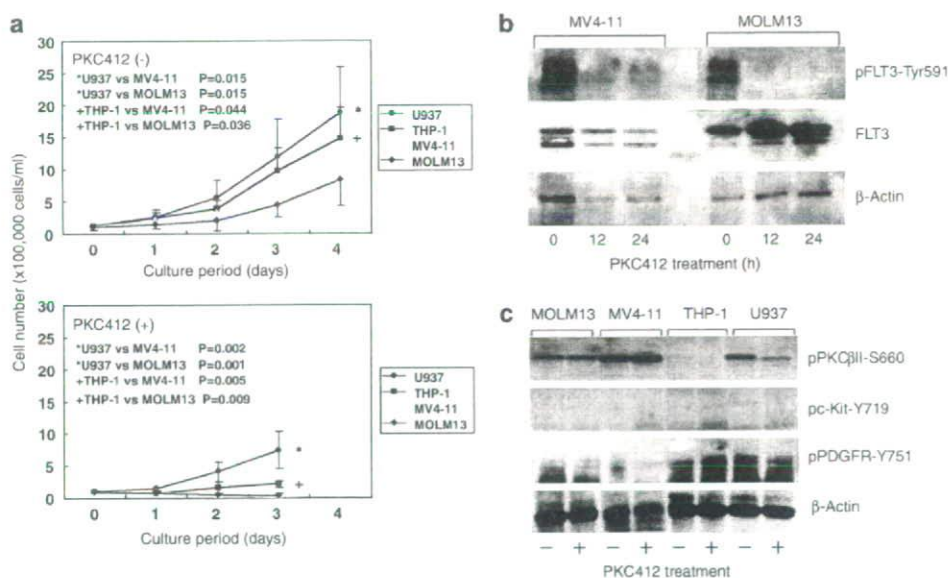 a
PKC412 (-)
*U937 vs MV4-11 P=0.015
*U937 vs MOLM13 P=0.015
+THP-1 vs MV4-11 P=0.044
+THP-1 vs MOLM13 P=0.036
30
25
20
15
10
5
0
*
+
U937
THP-1
MV4-11
MOLM13
0 1 2 3 4
Culture period (days)
Cell number (x100,000 cells/ml)
PKC412 (+)
*U937 vs MV4-11 P=0.002
*U937 vs MOLM13 P=0.001
+THP-1 vs MV4-11 P=0.005
+THP-1 vs MOLM13 P=0.009
30
25
20
15
10
5
0
*
+
U937
THP-1
MV4-11
MOLM13
0 1 2 3 4
Culture period (days)
b
MV4-11 MOLM13
pFLT3-Tyr591
FLT3
β-Actin
0 12 24 0 12 24
PKC412 treatment (h)
c
MOLM13 MV4-11 THP-1 U937
pPKCβII-S660
pc-Kit-Y719
pPDGFR-Y751
β-Actin
− + − + − + − +
PKC412 treatment